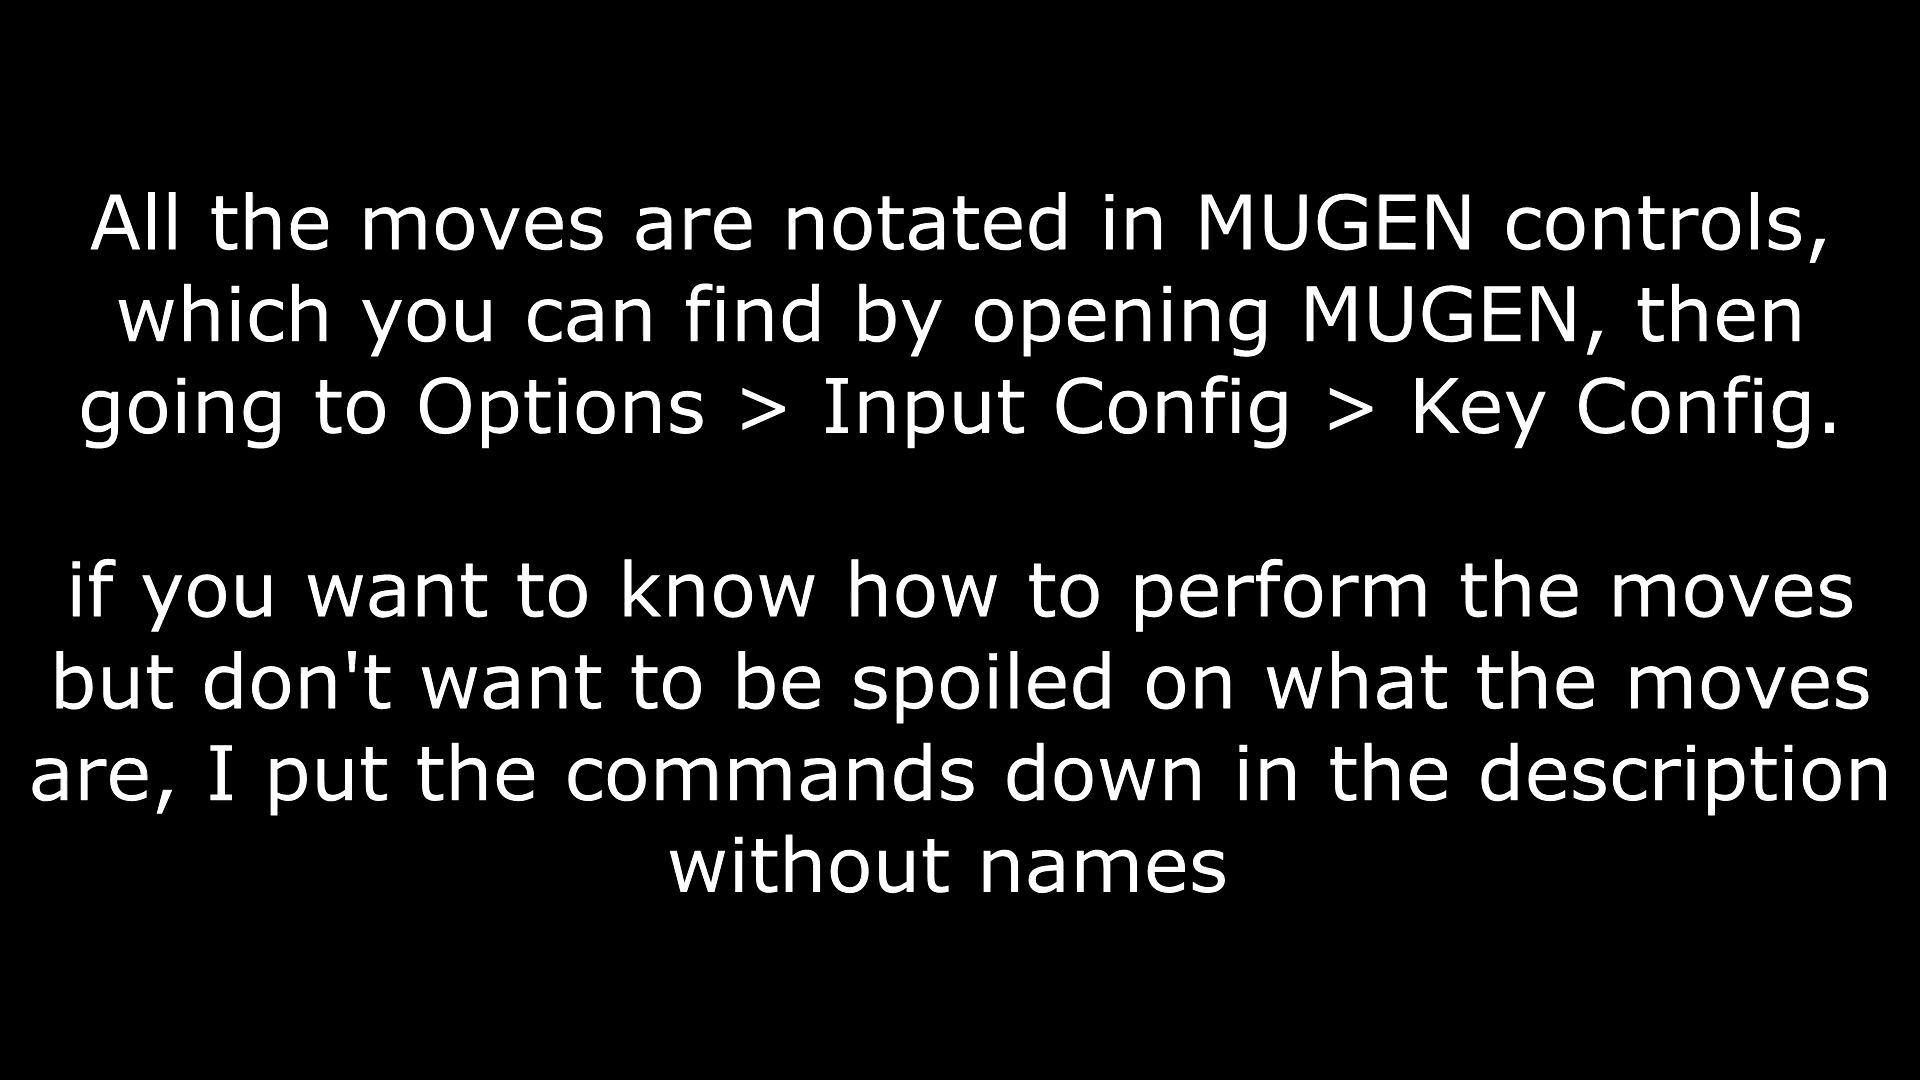 All the moves are notated in MUGEN controls,
which you can find by opening MUGEN, then
going to Options > Input Config > Key Config.
if you want to know how to perform the moves
but don't want to be spoiled on what the moves
are, I put the commands down in the description
without names